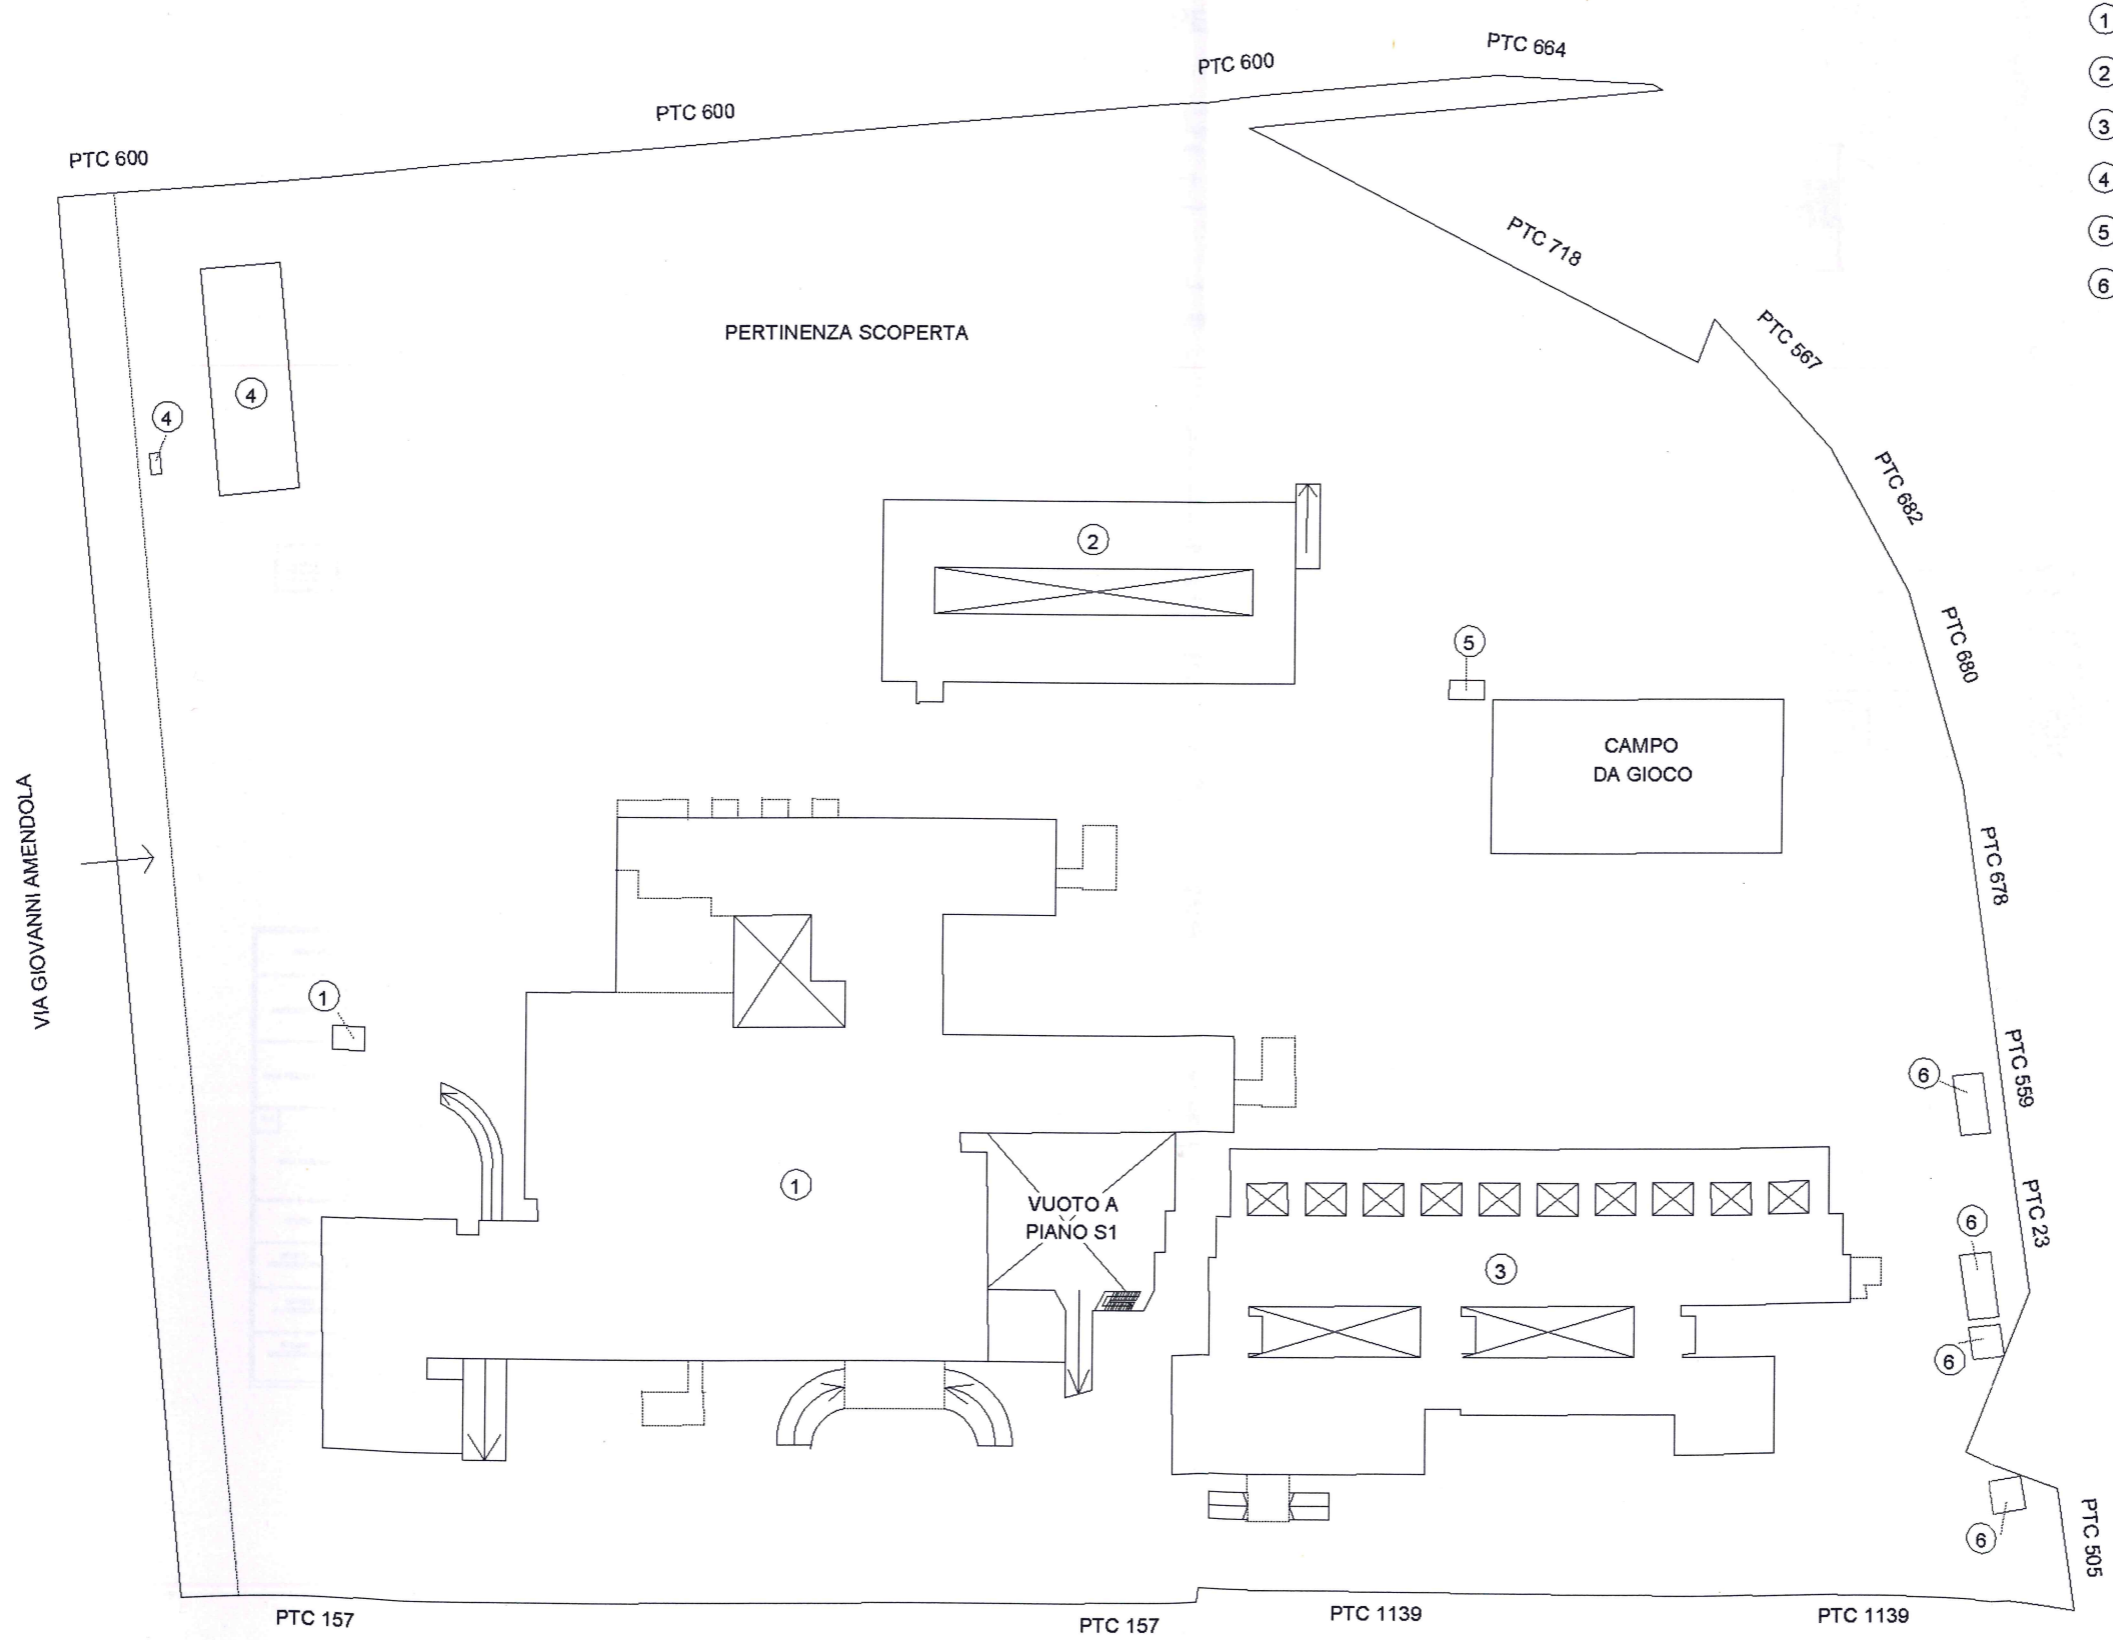 1
2
3
4
5
6
PTC 664
PTC 600
PTC 600
PTC 600
PTC 718
PERTINENZA SCOPERTA
PTC 567
4
4
PTC 682
2
PTC 680
5
CAMPO
DA GIOCO
VIA GIOVANNI AMENDOLA
PTC 678
1
PTC 559
6
1
VUOTO A
PIANO S1
PTC 23
6
3
6
PTC 505
6
PTC 157
PTC 157
PTC 1139
PTC 1139